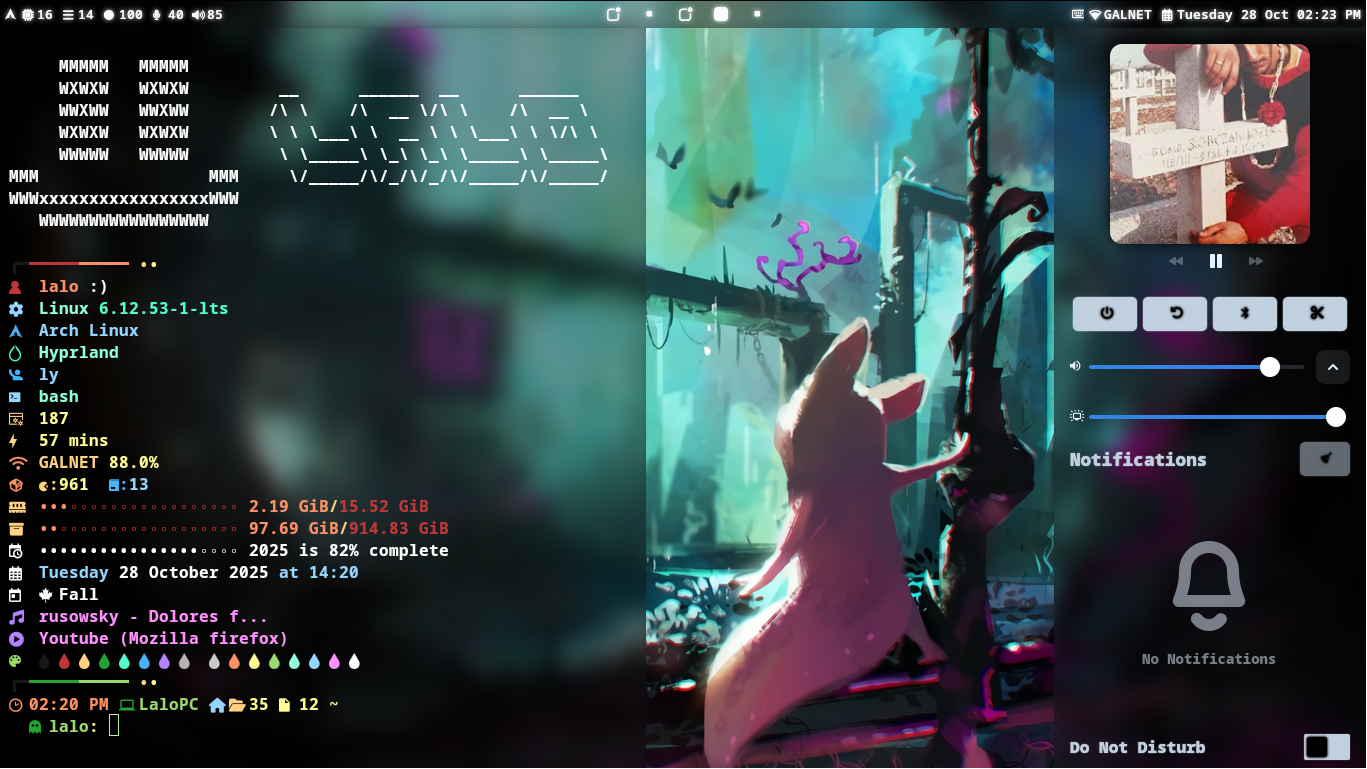 16 14 100 40 85
GALNET Tuesday 28 Oct 02:23 PM
MMMMM MMMMM
WXWXW WXWXW
WWXWX WWXWX
WXWXW WXWXW
WWWWW WWWWW
MMM MMM
WWWxxxxxxxxxxxxxxxxxWWW
WWWWWWWWWWWWWWWWW
lalo :)
Linux 6.12.53-1-lts
Arch Linux
Hyprland
ly
bash
187
57 mins
GALNET 88.0%
:961 :13
2.19 GiB/15.52 GiB
97.69 GiB/914.83 GiB
2025 is 82% complete
Tuesday 28 October 2025 at 14:20
Fall
rusowsky - Dolores f...
Youtube (Mozilla firefox)
02:20 PM LaloPC 35 12 ~
lalo:
Notifications
No Notifications
Do Not Disturb